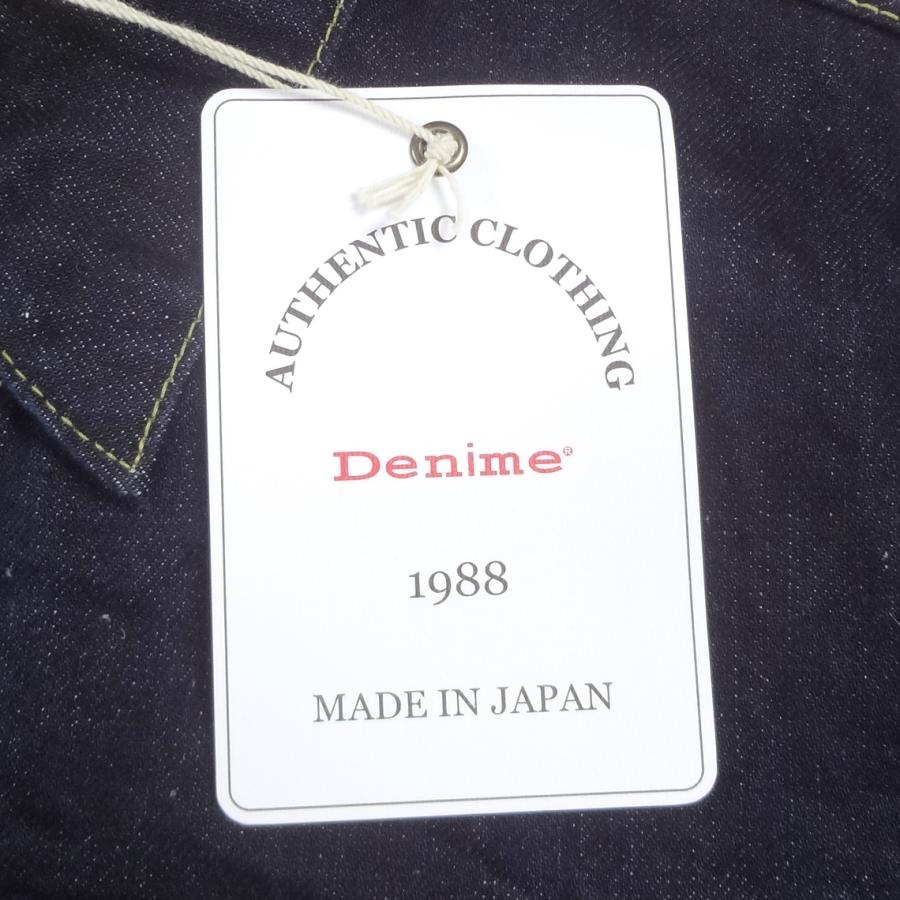 AUTHENTIC CLOTHING
Denime®
1988
MADE IN JAPAN